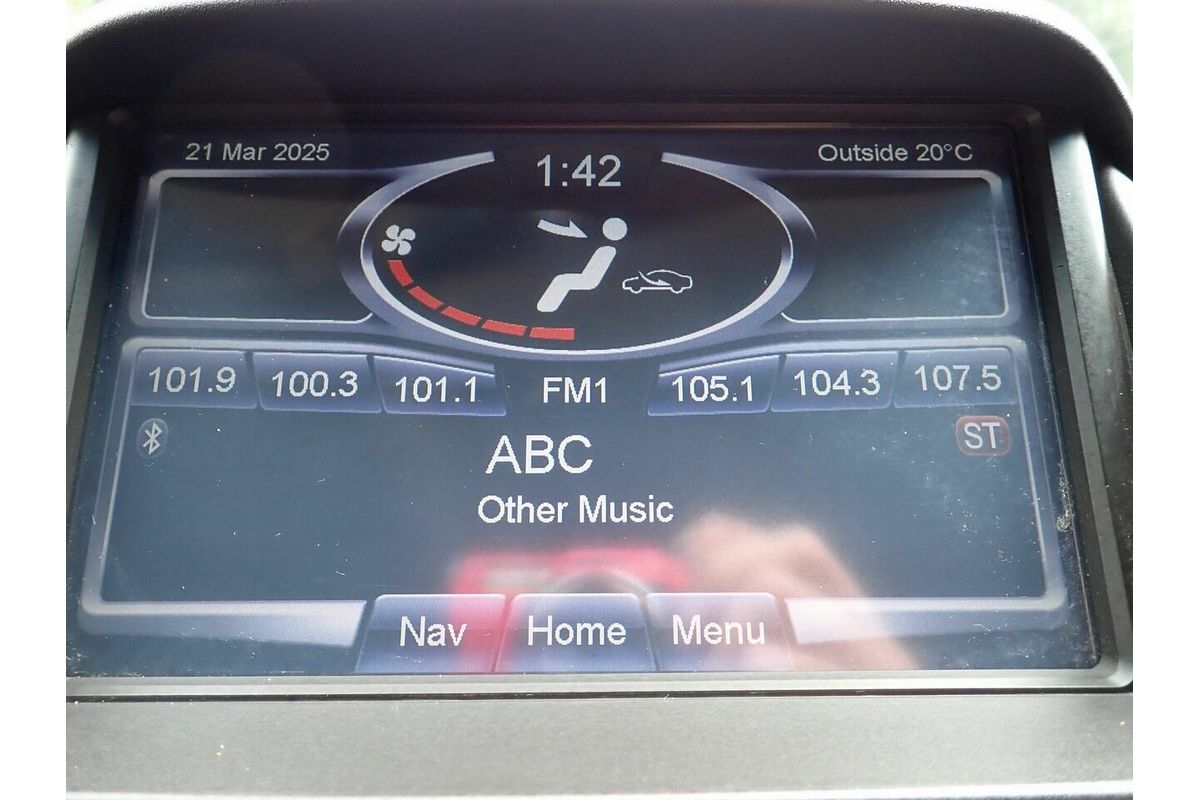 21 Mar 2025
1:42
Outside 20°C
101.9 100.3 101.1 FM1 105.1 104.3 107.5
ST
ABC
Other Music
Nav Home Menu